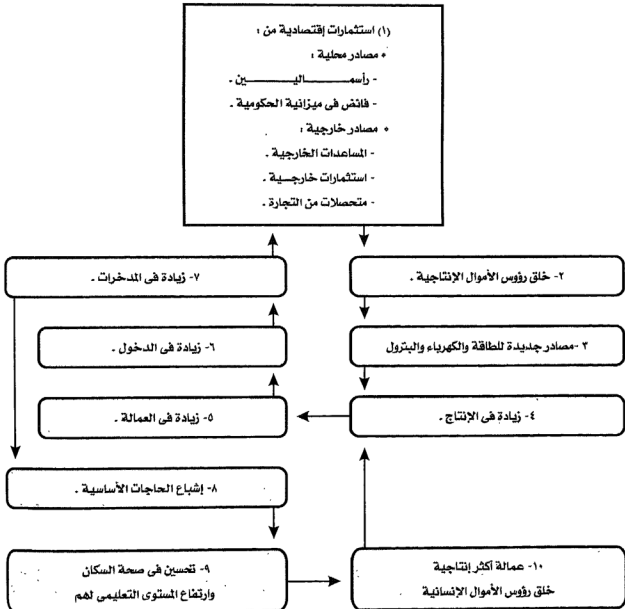 (١) استثمارات إقتصادية من :
* مصادر محلية :
- رأسمـــــــــاليـــــــــــين .
- فائض فى ميزانية الحكومية .
* مصادر خارجية :
- المساعدات الخارجية .
- استثمارات خارجسية .
- متحصلات من التجارة .
٢- خلق رؤوس الأموال الإنتاجية .
٣-مصادر جديدة للطاقة والكهرباء والبترول
٤- زيادة فى الإنتاج .
٥- زيادة فى العمالة .
٦- زيادة فى الدخول .
٧- زيادة فى المدخرات .
٨- إشباع الحاجات الأساسية .
٩- تحسين فى صحة السكان
وارتفاع المستوى التعليمى لهم
١٠- عمالة أكثر إنتاجية
خلق رؤوس الأموال الإنسانية